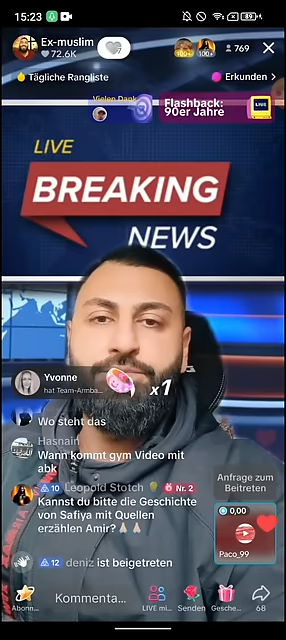 15:23
89
Ex-muslim
72.6K
100+
100+
769
Tägliche Rangliste
Erkunden
Vielen Dank
Flashback:
90er Jahre
LIVE
LIVE
BREAKING
NEWS
Yvonne
hat Team-Armba...
x1
Wo steht das
Hasnain
Wann kommt gym Video mit
abk
10 Leopold Stotch Nr. 2
Kannst du bitte die Geschichte
von Safiya mit Quellen
erzählen Amir?🙏🏻🙏🏻
12 deniz ist beigetreten
Anfrage zum
Beitreten
0,00
Paco_99
Kommenta...
Abonn...
LIVE mi...
Senden
Gesche...
68